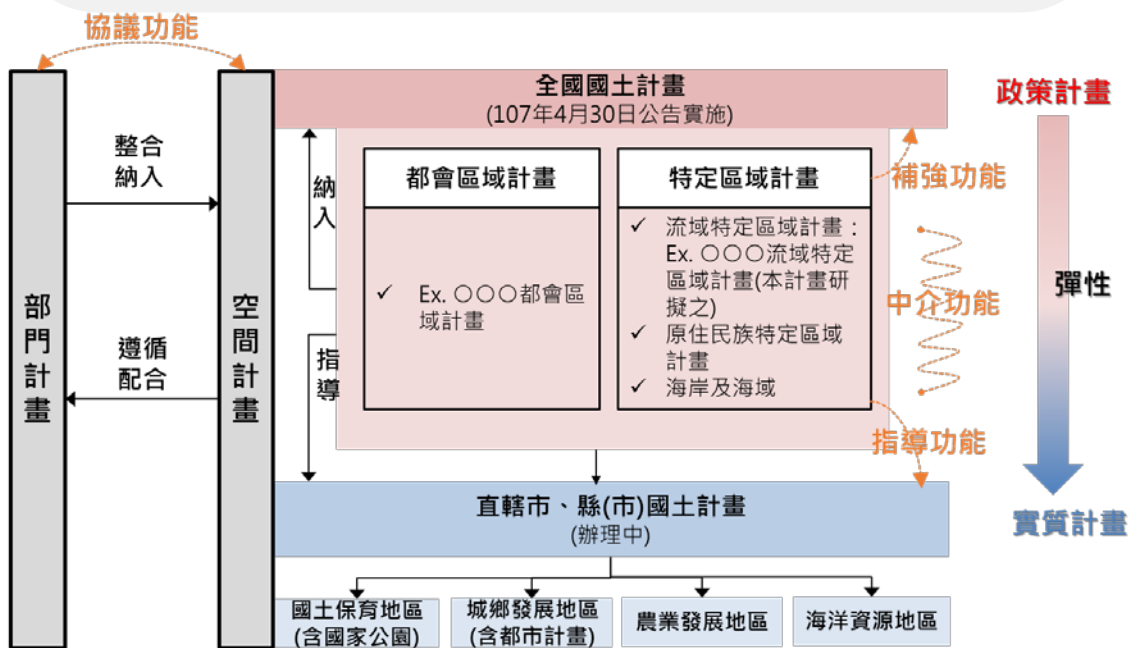 協議功能
全國國土計畫
(107年4月30日公告實施)
政策計畫
整合
納入
納入
都會區域計畫
特定區域計畫
補強功能
✓ 流域特定區域計畫：
Ex. ○○○流域特定
區域計畫(本計畫研
擬之)
✓ Ex. ○○○都會區
域計畫
✓ 原住民族特定區域
計畫
✓ 海岸及海域
中介功能
彈性
部門計畫
空間計畫
遵循
配合
指導
指導功能
直轄市、縣(市)國土計畫
(辦理中)
實質計畫
國土保育地區
(含國家公園)
城鄉發展地區
(含都市計畫)
農業發展地區
海洋資源地區